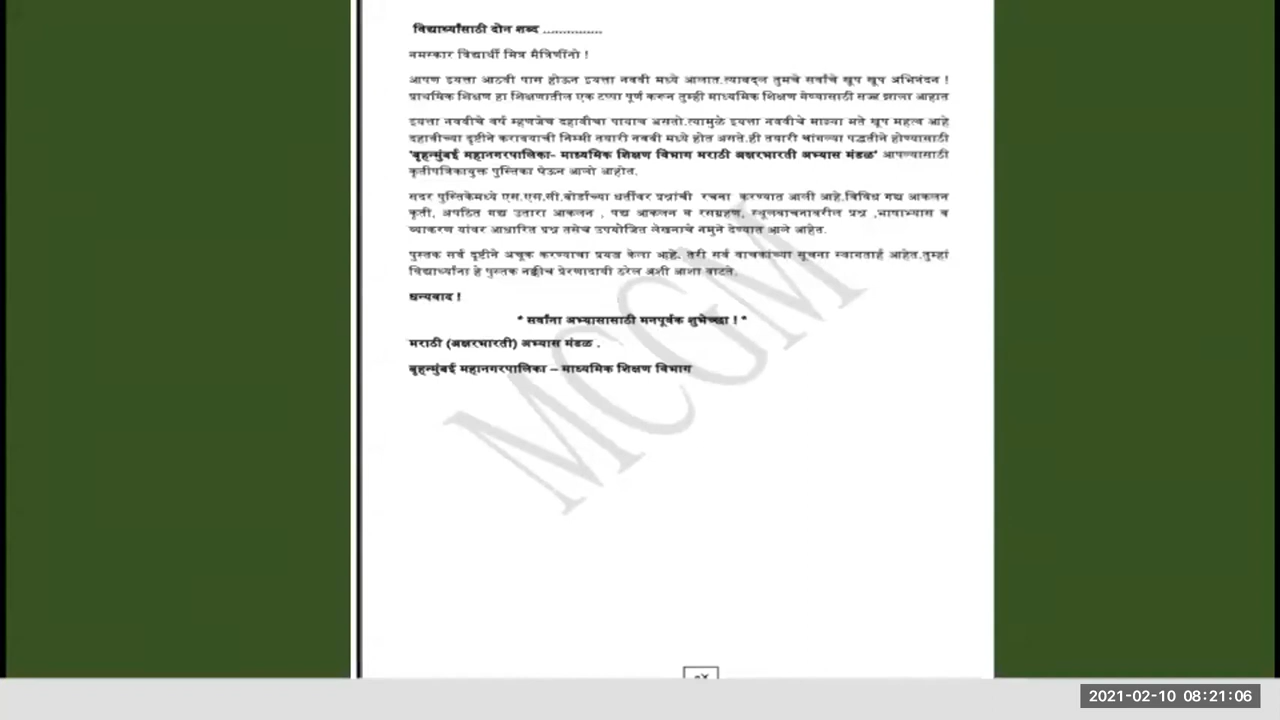 विद्यार्थ्यांसाठी दोन शब्द ...............
नमस्कार विद्यार्थी मित्र मैत्रिणींनो !
आपण इयत्ता आठवी पास होऊन इयत्ता नववी मध्ये आलात.त्याबद्दल तुमचे सर्वांचे खूप खूप अभिनंदन !
प्राथमिक शिक्षण हा शिक्षणातील एक टप्पा पूर्ण करून तुम्ही माध्यमिक शिक्षण घेण्यासाठी सज्ज झाला आहात
इयत्ता नववीचे वर्ष म्हणजेच दहावीचा पायाच असतो.त्यामुळे इयत्ता नववीचे माझ्या मते खूप महत्व आहे
दहावीच्या दृष्टीने करावयाची निम्मी तयारी नववी मध्ये होत असते.ही तयारी चांगल्या पद्धतीने होण्यासाठी
'बृहन्मुंबई महानगरपालिका- माध्यमिक शिक्षण विभाग मराठी अक्षरभारती अभ्यास मंडळ' आपल्यासाठी
कृतीपत्रिकायुक्त पुस्तिका घेऊन आलो आहोत.
सदर पुस्तिकेमध्ये एस.एस.सी.बोर्डाच्या धर्तीवर प्रश्नांची रचना करण्यात आली आहे.विविध गद्य आकलन
कृती, अपठित गद्य उतारा आकलन , पद्य आकलन व रसग्रहण, स्थूलवाचनावरील प्रश्न ,भाषाभ्यास व
व्याकरण यांवर आधारित प्रश्न तसेच उपयोजित लेखनाचे नमुने देण्यात आले आहेत.
पुस्तक सर्व दृष्टीने अचूक करण्याचा प्रयत्न केला आहे. तरी सर्व वाचकांच्या सूचना स्वागतार्ह आहेत.तुम्हां
विद्यार्थ्यांना हे पुस्तक नक्कीच प्रेरणादायी ठरेल अशी आशा वाटते.
धन्यवाद !
* सर्वांना अभ्यासासाठी मनपूर्वक शुभेच्छा ! *
मराठी (अक्षरभारती) अभ्यास मंडळ .
बृहन्मुंबई महानगरपालिका – माध्यमिक शिक्षण विभाग
MCGM
2021-02-10 08:21:06